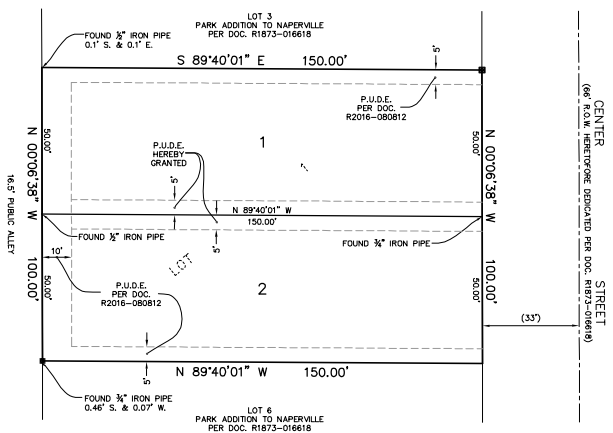 LOT 3
PARK ADDITION TO NAPERVILLE
PER DOC. R1873-016618
FOUND ½" IRON PIPE
0.1' S. & 0.1' E.
S 89°40'01" E 150.00'
5'
P.U.D.E.
PER DOC.
R2016-080812
1
P.U.D.E.
HEREBY
GRANTED
50.00'
50.00'
N 00°06'38" W 100.00'
N 00°06'38" W 100.00'
16.5' PUBLIC ALLEY
5'
N 89°40'01" W
150.00'
5'
FOUND ½" IRON PIPE
FOUND ¾" IRON PIPE
10'
LOT
2
P.U.D.E.
PER DOC.
R2016-080812
50.00'
50.00'
5'
N 89°40'01" W 150.00'
FOUND ¾" IRON PIPE
0.46' S. & 0.07' W.
LOT 6
PARK ADDITION TO NAPERVILLE
PER DOC. R1873-016618
CENTER STREET
(66' R.O.W. HERETOFORE DEDICATED PER DOC. R1873-016618)
(33')